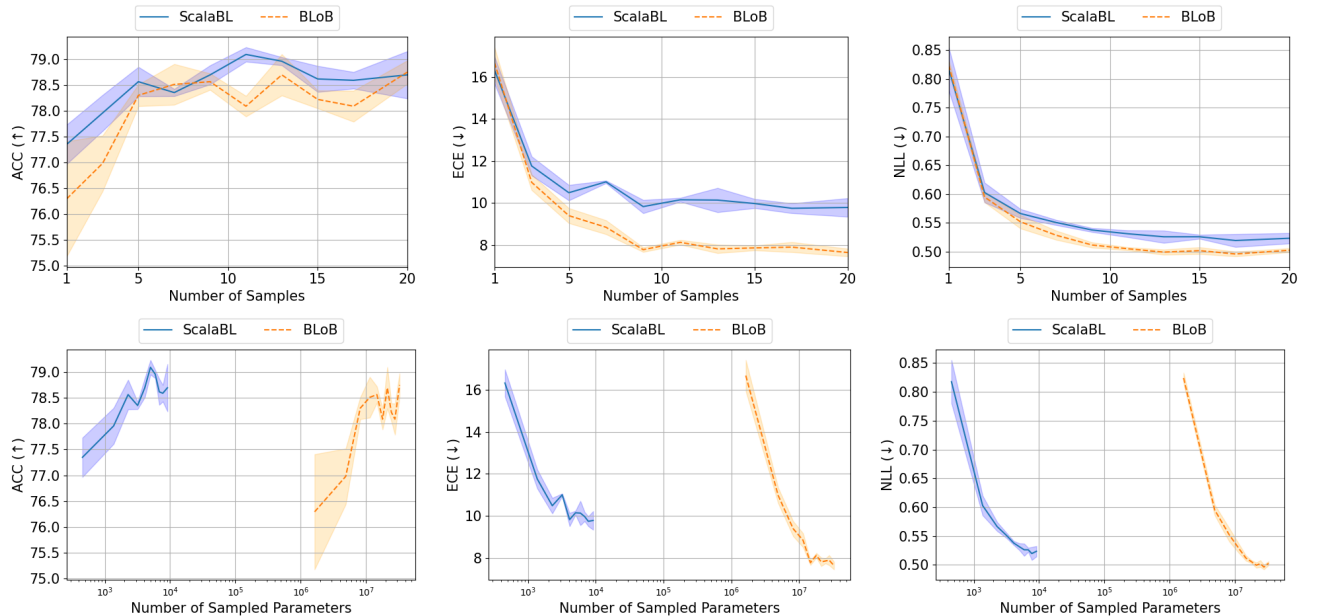 ScalaBL BLoB
ScalaBL BLoB
ScalaBL BLoB
ACC (↑)
79.0
78.5
78.0
77.5
77.0
76.5
76.0
75.5
75.0
1 5 10 15 20
Number of Samples
ECE (↓)
16
14
12
10
8
1 5 10 15 20
Number of Samples
NLL (↓)
0.85
0.80
0.75
0.70
0.65
0.60
0.55
0.50
1 5 10 15 20
Number of Samples
ScalaBL BLoB
ScalaBL BLoB
ScalaBL BLoB
ACC (↑)
79.0
78.5
78.0
77.5
77.0
76.5
76.0
75.5
75.0
10³ 10⁴ 10⁵ 10⁶ 10⁷
Number of Sampled Parameters
ECE (↓)
16
14
12
10
8
10³ 10⁴ 10⁵ 10⁶ 10⁷
Number of Sampled Parameters
NLL (↓)
0.85
0.80
0.75
0.70
0.65
0.60
0.55
0.50
10³ 10⁴ 10⁵ 10⁶ 10⁷
Number of Sampled Parameters